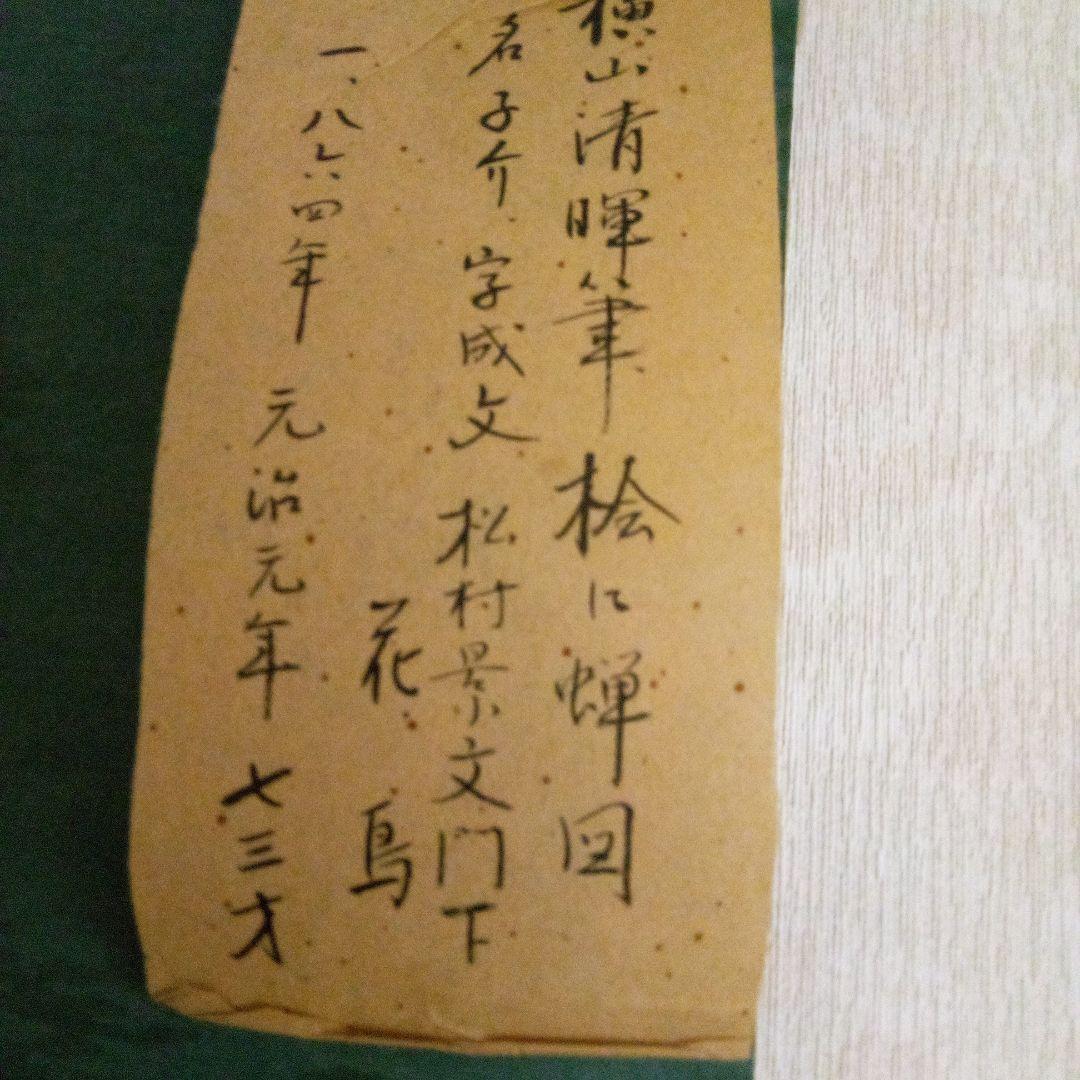 横山清暉筆 桧に蝉図
名子介 字成文 松村景文門下
花鳥
一、八六四年 元治元年 七三才